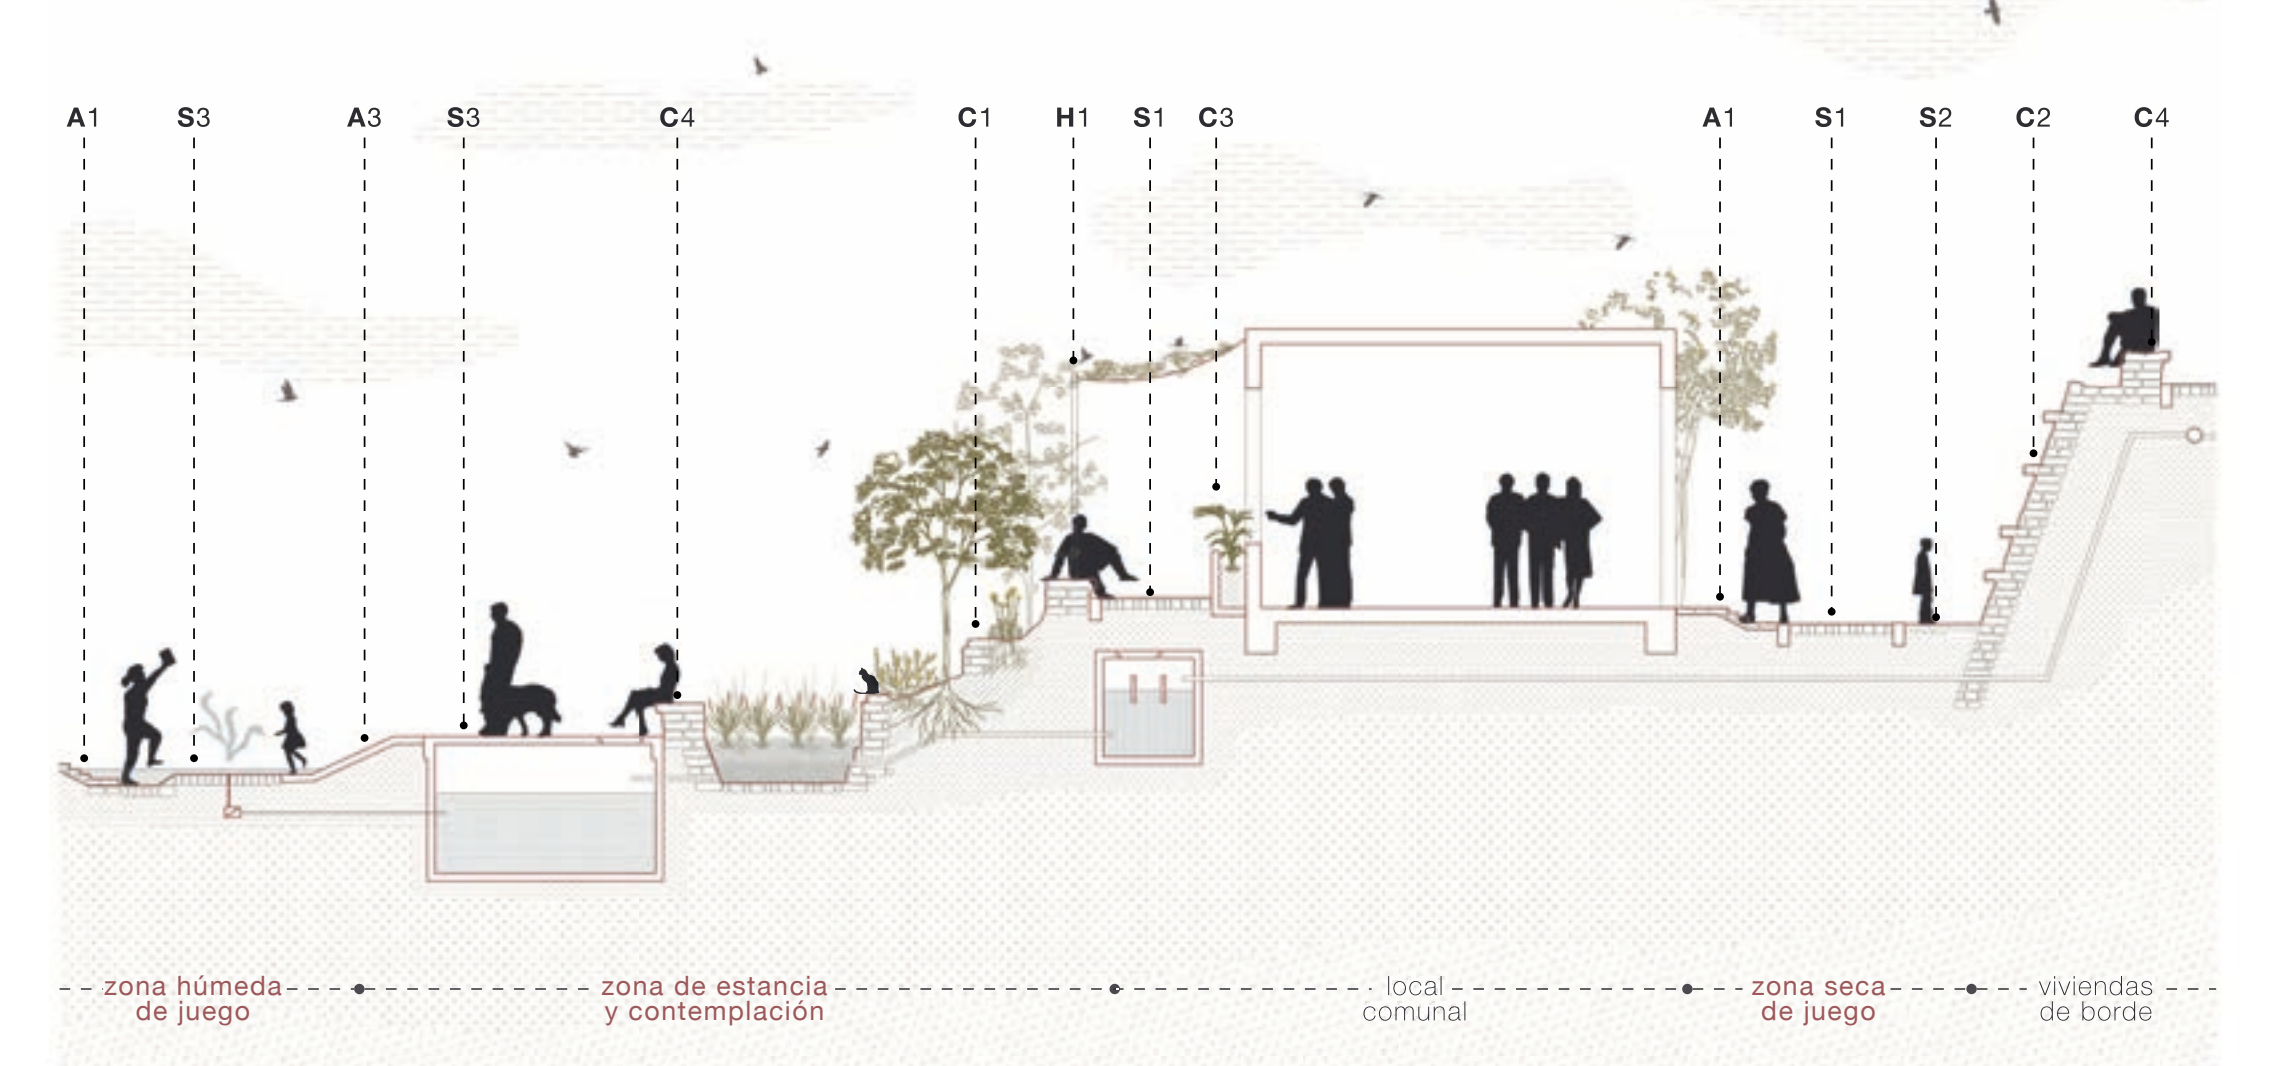 A1 S3 A3 S3 C4 C1 H1 S1 C3 A1 S1 S2 C2 C4
zona húmeda
de juego
zona de estancia
y contemplación
local
comunal
zona seca
de juego
viviendas
de borde